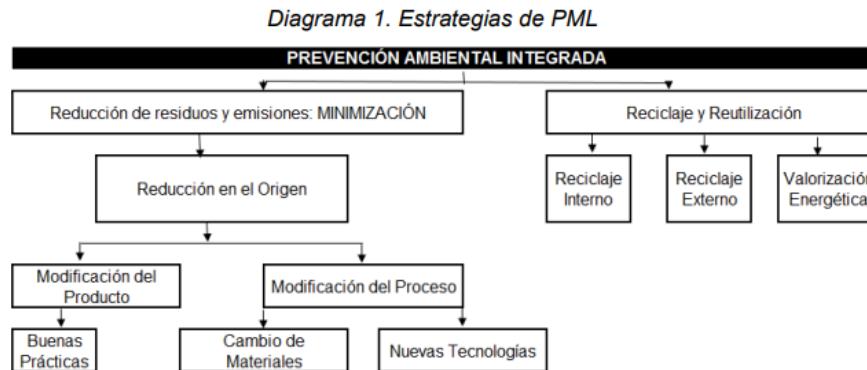 Diagrama 1. Estrategias de PML
PREVENCIÓN AMBIENTAL INTEGRADA
Reducción de residuos y emisiones: MINIMIZACIÓN
Reciclaje y Reutilización
Reducción en el Origen
Reciclaje
Interno
Reciclaje
Externo
Valorización
Energética
Modificación del
Producto
Modificación del Proceso
Buenas
Prácticas
Cambio de
Materiales
Nuevas Tecnologías